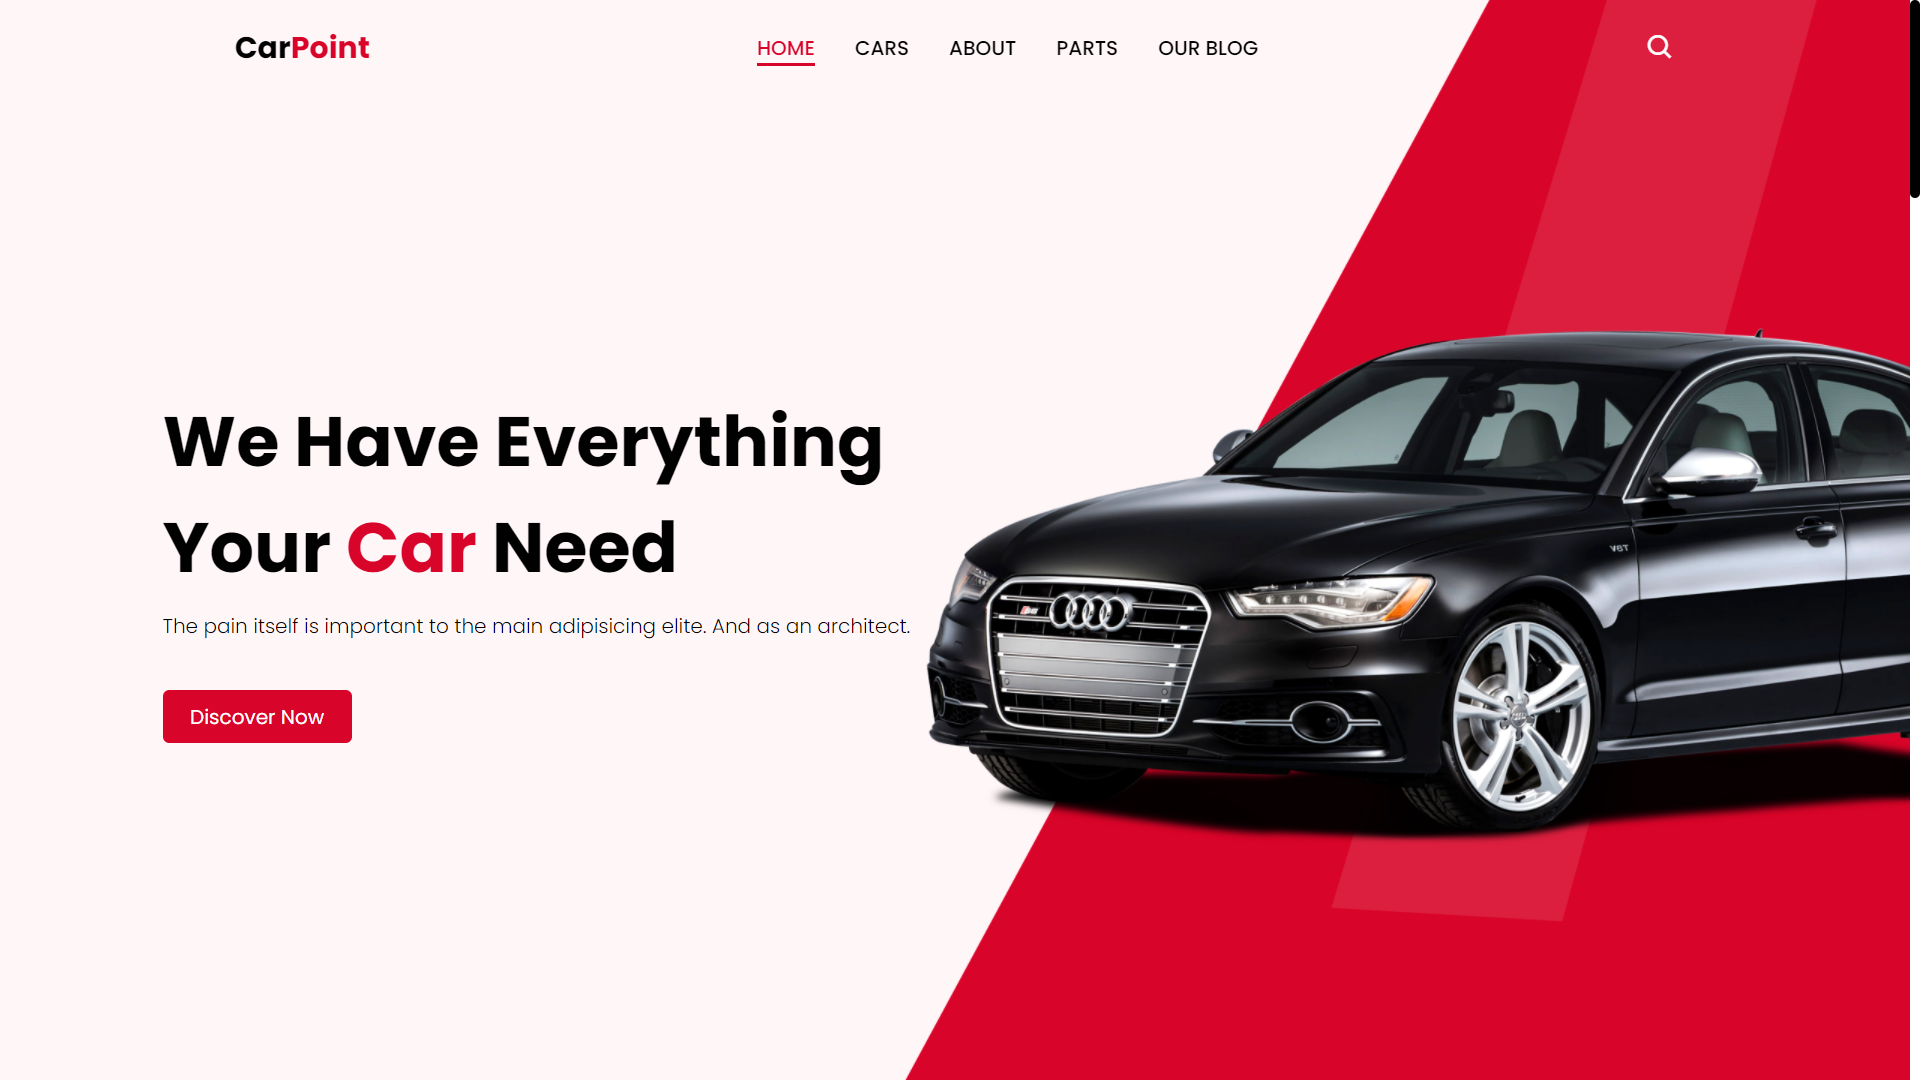 CarPoint
HOME CARS ABOUT PARTS OUR BLOG
We Have Everything
Your Car Need
The pain itself is important to the main adipisicing elite. And as an architect.
Discover Now
V8T